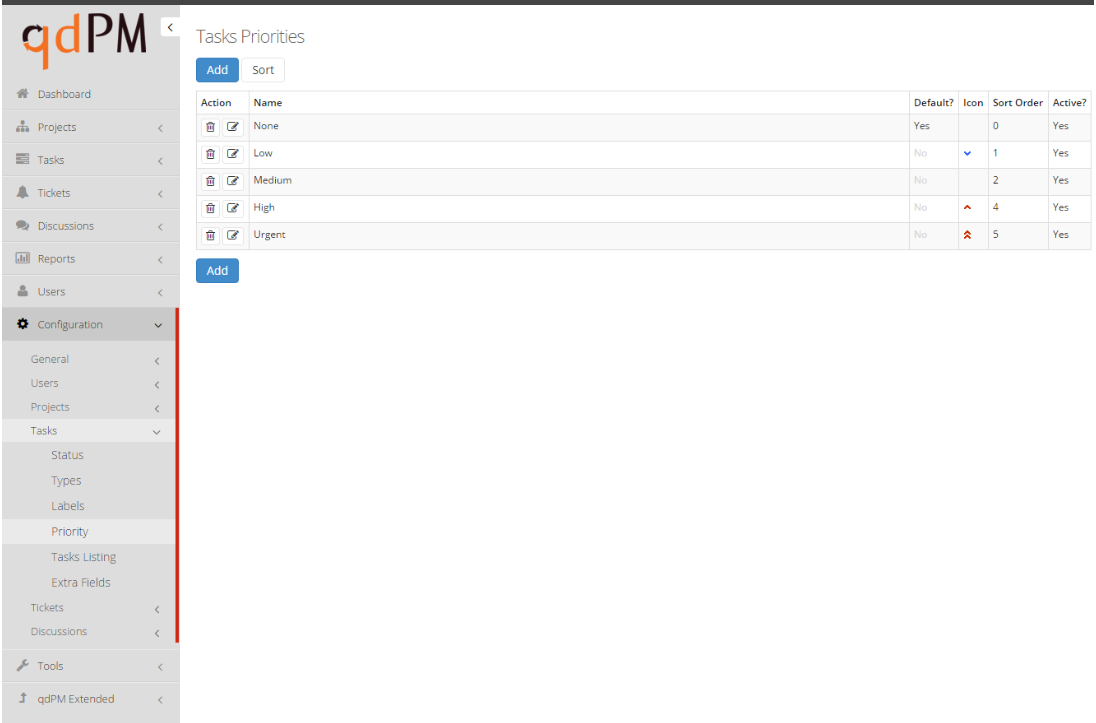 qdPM
Tasks Priorities
Add Sort
Action Name Default? Icon Sort Order Active?
None Yes 0 Yes
Low No 1 Yes
Medium No 2 Yes
High No 4 Yes
Urgent No 5 Yes
Add
Dashboard
Projects
Tasks
Tickets
Discussions
Reports
Users
Configuration
General
Users
Projects
Tasks
Status
Types
Labels
Priority
Tasks Listing
Extra Fields
Tickets
Discussions
Tools
qdPM Extended